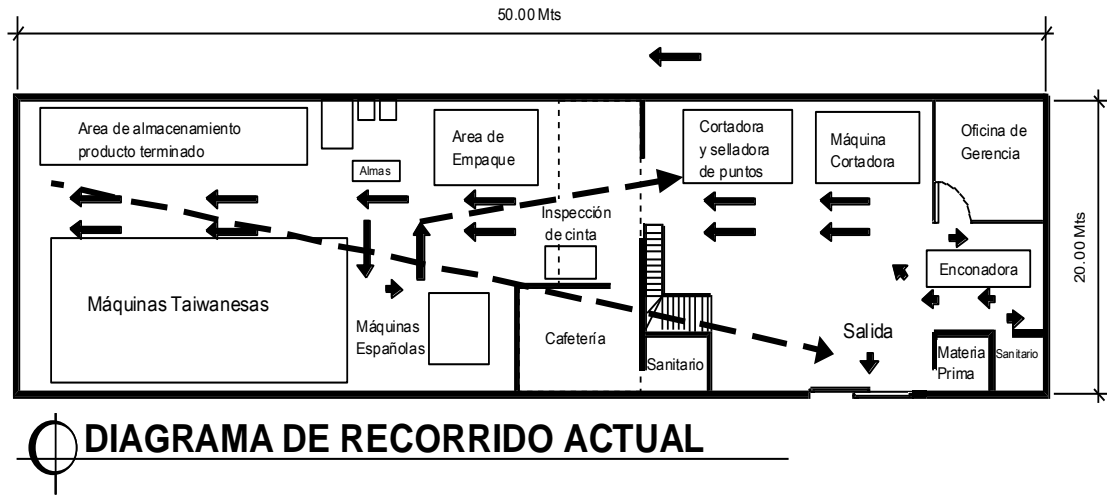 50.00 Mts
Area de almacenamiento
producto terminado
Almas
Area de
Empaque
Inspección
de cinta
Cortadora
y selladora
de puntos
Máquina
Cortadora
Oficina de
Gerencia
20.00 Mts
Enconadora
Máquinas Taiwanesas
Máquinas
Españolas
Cafetería
Sanitario
Salida
Materia
Prima
Sanitario
DIAGRAMA DE RECORRIDO ACTUAL